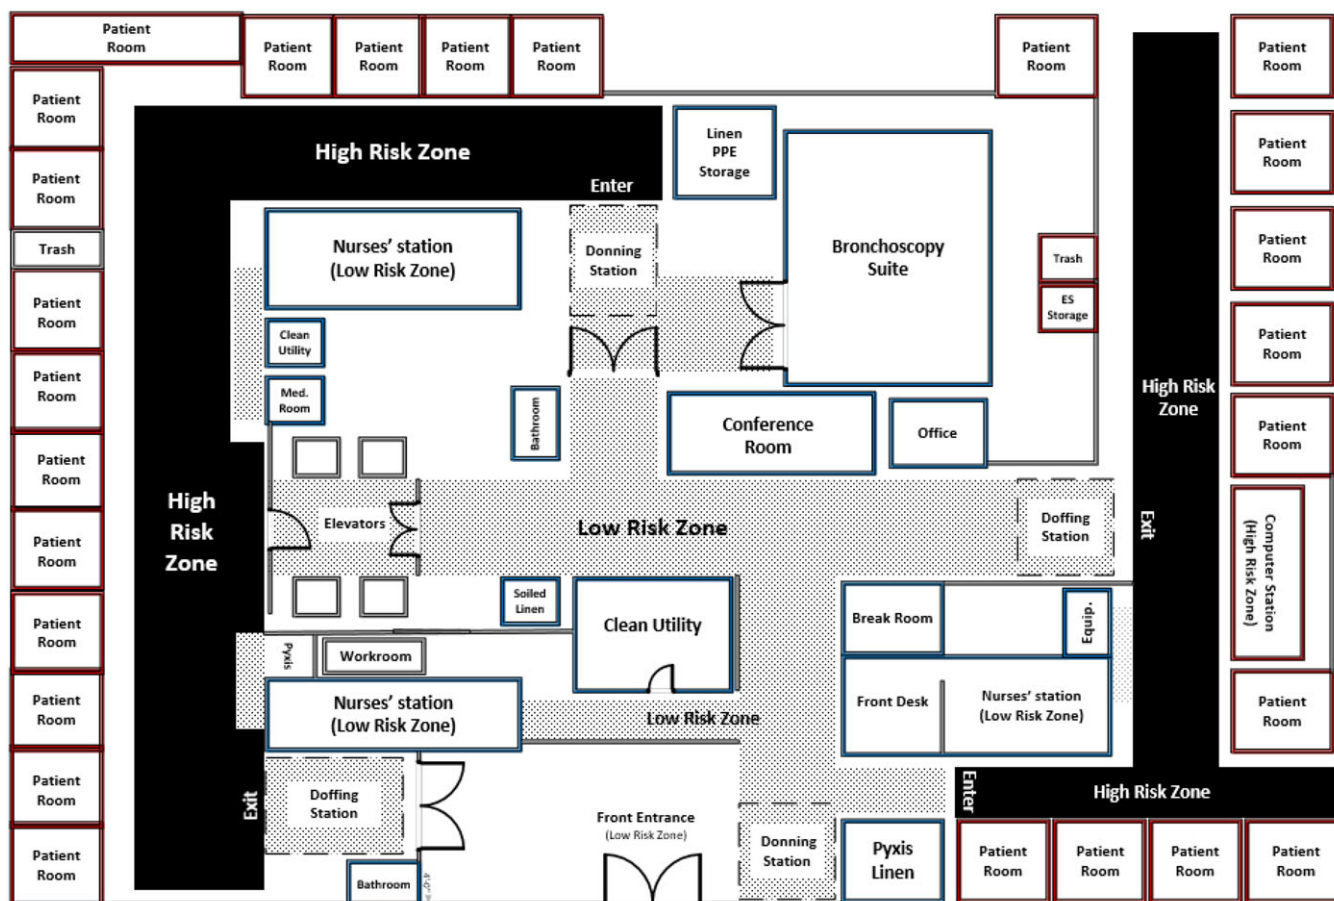 Patient
Room
Patient
Room
Patient
Room
Patient
Room
Patient
Room
Patient
Room
Patient
Room
Patient
Room
Patient
Room
Trash
Patient
Room
Patient
Room
Patient
Room
Patient
Room
Patient
Room
Patient
Room
Patient
Room
Patient
Room
High Risk Zone
Enter
High
Risk
Zone
Exit
Nurses' station
(Low Risk Zone)
Donning
Station
Linen
PPE
Storage
Bronchoscopy
Suite
Trash
ES
Storage
Clean
Utility
Med.
Room
Bathroom
Conference
Room
Office
Elevators
Low Risk Zone
Doffing
Station
Exit
Soiled
Linen
Clean Utility
Break Room
Equip.
Pyxis
Workroom
Nurses' station
(Low Risk Zone)
Low Risk Zone
Front Desk
Nurses' station
(Low Risk Zone)
Doffing
Station
Bathroom
Front Entrance
(Low Risk Zone)
Donning
Station
Pyxis
Linen
High Risk
Zone
Enter
High Risk Zone
Patient
Room
Patient
Room
Patient
Room
Patient
Room
Patient
Room
Computer Station
(High Risk Zone)
Patient
Room
Patient
Room
Patient
Room
Patient
Room
Patient
Room